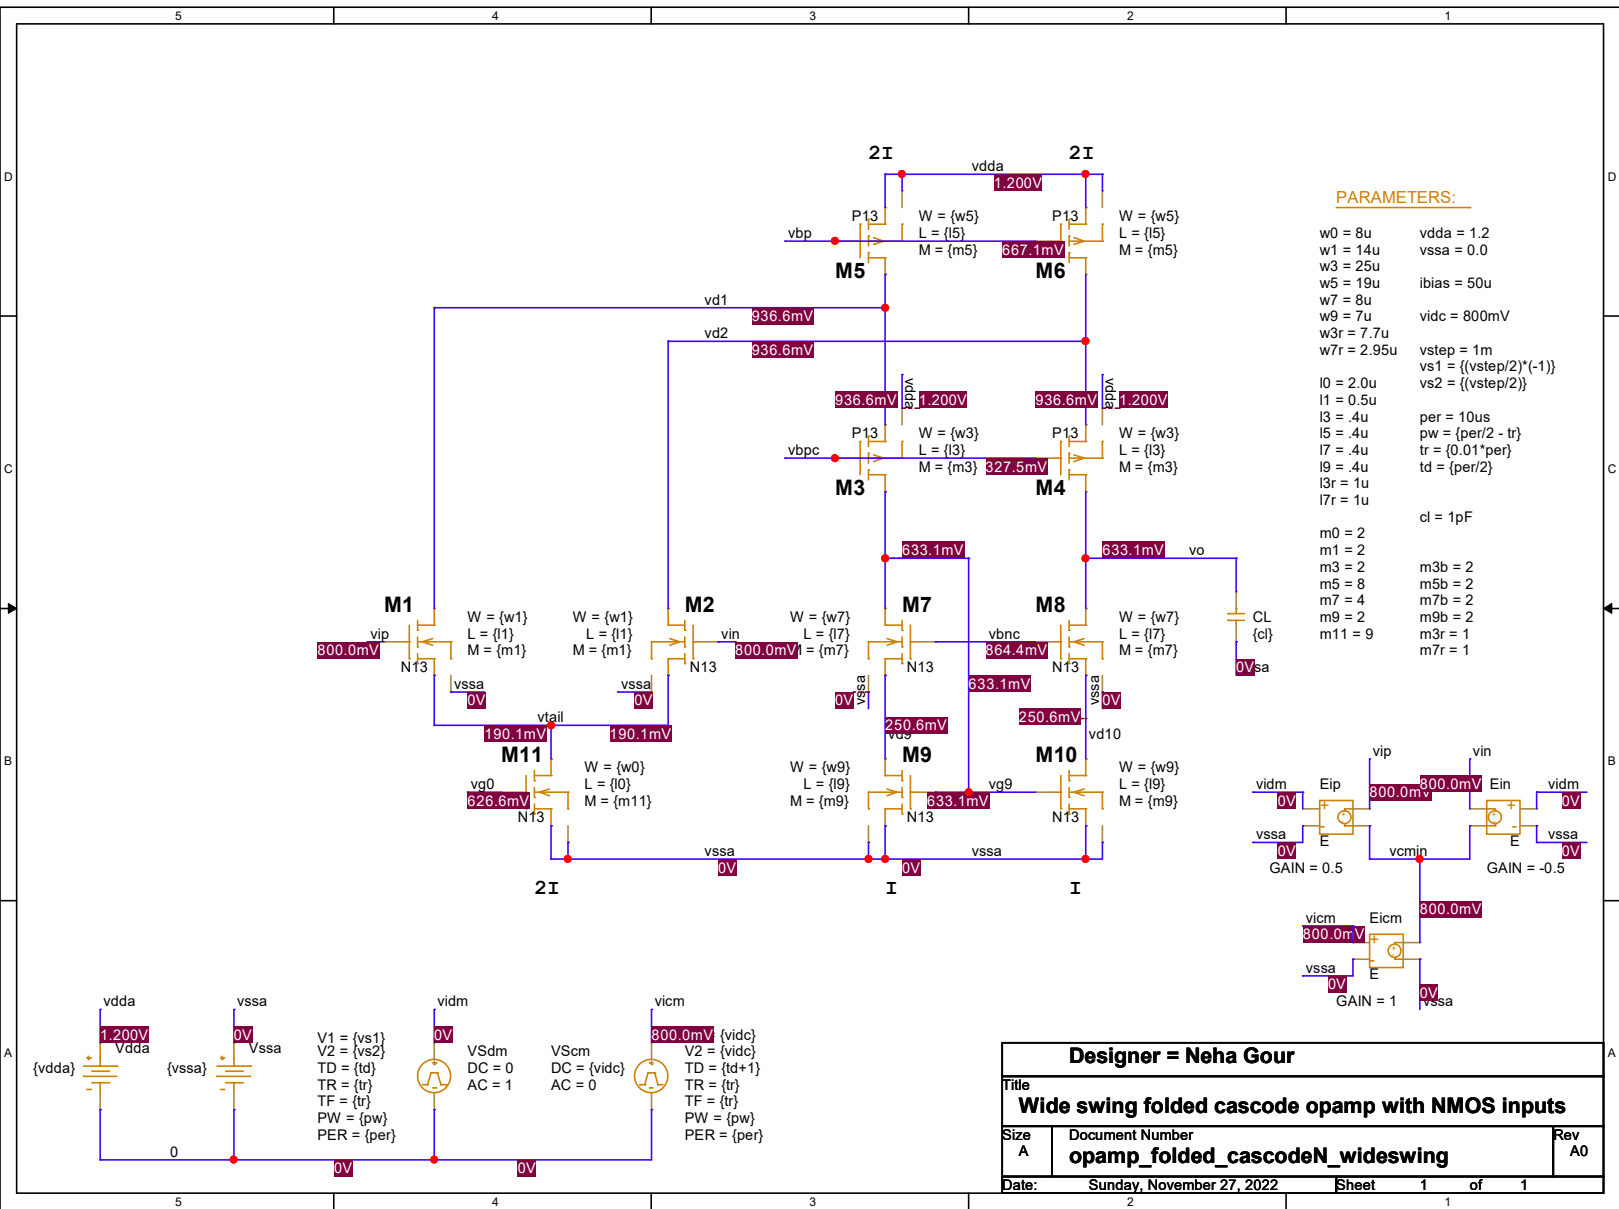 5 4 3 2 1
D D
C C
B B
A A
2I 2I
vdda
1.200V
P13 W = {w5}
L = {l5}
M = {m5}
P13 W = {w5}
L = {l5}
M = {m5}
vbp
667.1mV
M5 M6
vd1
936.6mV
vd2
936.6mV
936.6mV vdda 1.200V
936.6mV vdda 1.200V
P13 W = {w3}
L = {l3}
M = {m3}
P13 W = {w3}
L = {l3}
M = {m3}
vbpc
327.5mV
M3 M4
633.1mV 633.1mV vo
M1
vip
800.0mV
W = {w1}
L = {l1}
M = {m1}
N13
vssa
0V
W = {w1}
L = {l1}
M = {m1}
M2
vin
800.0mV
N13
vssa
0V
W = {w7}
L = {l7}
= {m7}
M7
N13
0V vssa
vbnc
864.4mV
633.1mV
M8
W = {w7}
L = {l7}
M = {m7}
N13
vssa 0V
CL
{cl}
0V sa
vtail
190.1mV 190.1mV
250.6mV
vd9
250.6mV
vd10
M11
vg0
626.6mV
W = {w0}
L = {l0}
M = {m11}
N13
W = {w9}
L = {l9}
M = {m9}
M9
N13
vg9
633.1mV
M10
W = {w9}
L = {l9}
M = {m9}
N13
vssa vssa
0V 0V
2I I I
PARAMETERS:
w0 = 8u
w1 = 14u
w3 = 25u
w5 = 19u
w7 = 8u
w9 = 7u
w3r = 7.7u
w7r = 2.95u
l0 = 2.0u
l1 = 0.5u
l3 = .4u
l5 = .4u
l7 = .4u
l9 = .4u
l3r = 1u
l7r = 1u
m0 = 2
m1 = 2
m3 = 2
m5 = 8
m7 = 4
m9 = 2
m11 = 9
vdda = 1.2
vssa = 0.0
ibias = 50u
vidc = 800mV
vstep = 1m
vs1 = {(vstep/2)*(-1)}
vs2 = {(vstep/2)}
per = 10us
pw = {per/2 - tr}
tr = {0.01*per}
td = {per/2}
cl = 1pF
m3b = 2
m5b = 2
m7b = 2
m9b = 2
m3r = 1
m7r = 1
vip vin
vidm Eip 800.0mV 800.0mV Ein vidm
0V 0V
vssa E E vssa
0V 0V
GAIN = 0.5 vcmin GAIN = -0.5
800.0mV
vicm Eicm
800.0mV
vssa E
0V 0V
GAIN = 1 vssa
vdda
1.200V
Vdda
{vdda}
vssa
0V
Vssa
{vssa}
V1 = {vs1}
V2 = {vs2}
TD = {td}
TR = {tr}
TF = {tr}
PW = {pw}
PER = {per}
vidm
0V
VSdm
DC = 0
AC = 1
VScm
DC = {vidc}
AC = 0
vicm
800.0mV {vidc}
V2 = {vidc}
TD = {td+1}
TR = {tr}
TF = {tr}
PW = {pw}
PER = {per}
0
0V 0V
Designer = Neha Gour
Title
Wide swing folded cascode opamp with NMOS inputs
Size Document Number Rev
A opamp_folded_cascodeN_wideswing A0
Date: Sunday, November 27, 2022 Sheet 1 of 1
5 4 3 2 1